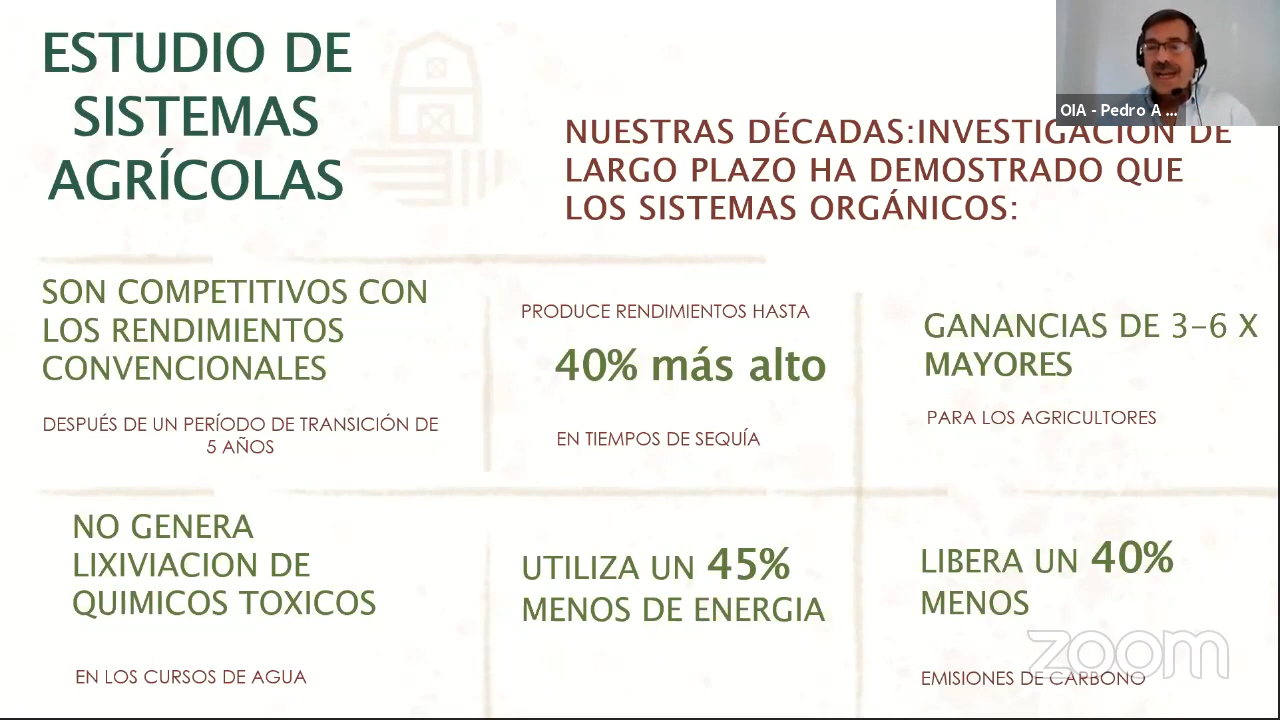 ESTUDIO DE
SISTEMAS
AGRÍCOLAS
OIA - Pedro A ...
NUESTRAS DÉCADAS:INVESTIGACIÓN DE
LARGO PLAZO HA DEMOSTRADO QUE
LOS SISTEMAS ORGÁNICOS:
SON COMPETITIVOS CON
LOS RENDIMIENTOS
CONVENCIONALES
DESPUÉS DE UN PERÍODO DE TRANSICIÓN DE
5 AÑOS
PRODUCE RENDIMIENTOS HASTA
40% más alto
EN TIEMPOS DE SEQUÍA
GANANCIAS DE 3-6 X
MAYORES
PARA LOS AGRICULTORES
NO GENERA
LIXIVIACION DE
QUIMICOS TOXICOS
EN LOS CURSOS DE AGUA
UTILIZA UN 45%
MENOS DE ENERGIA
LIBERA UN 40%
MENOS
EMISIONES DE CARBONO
zoom